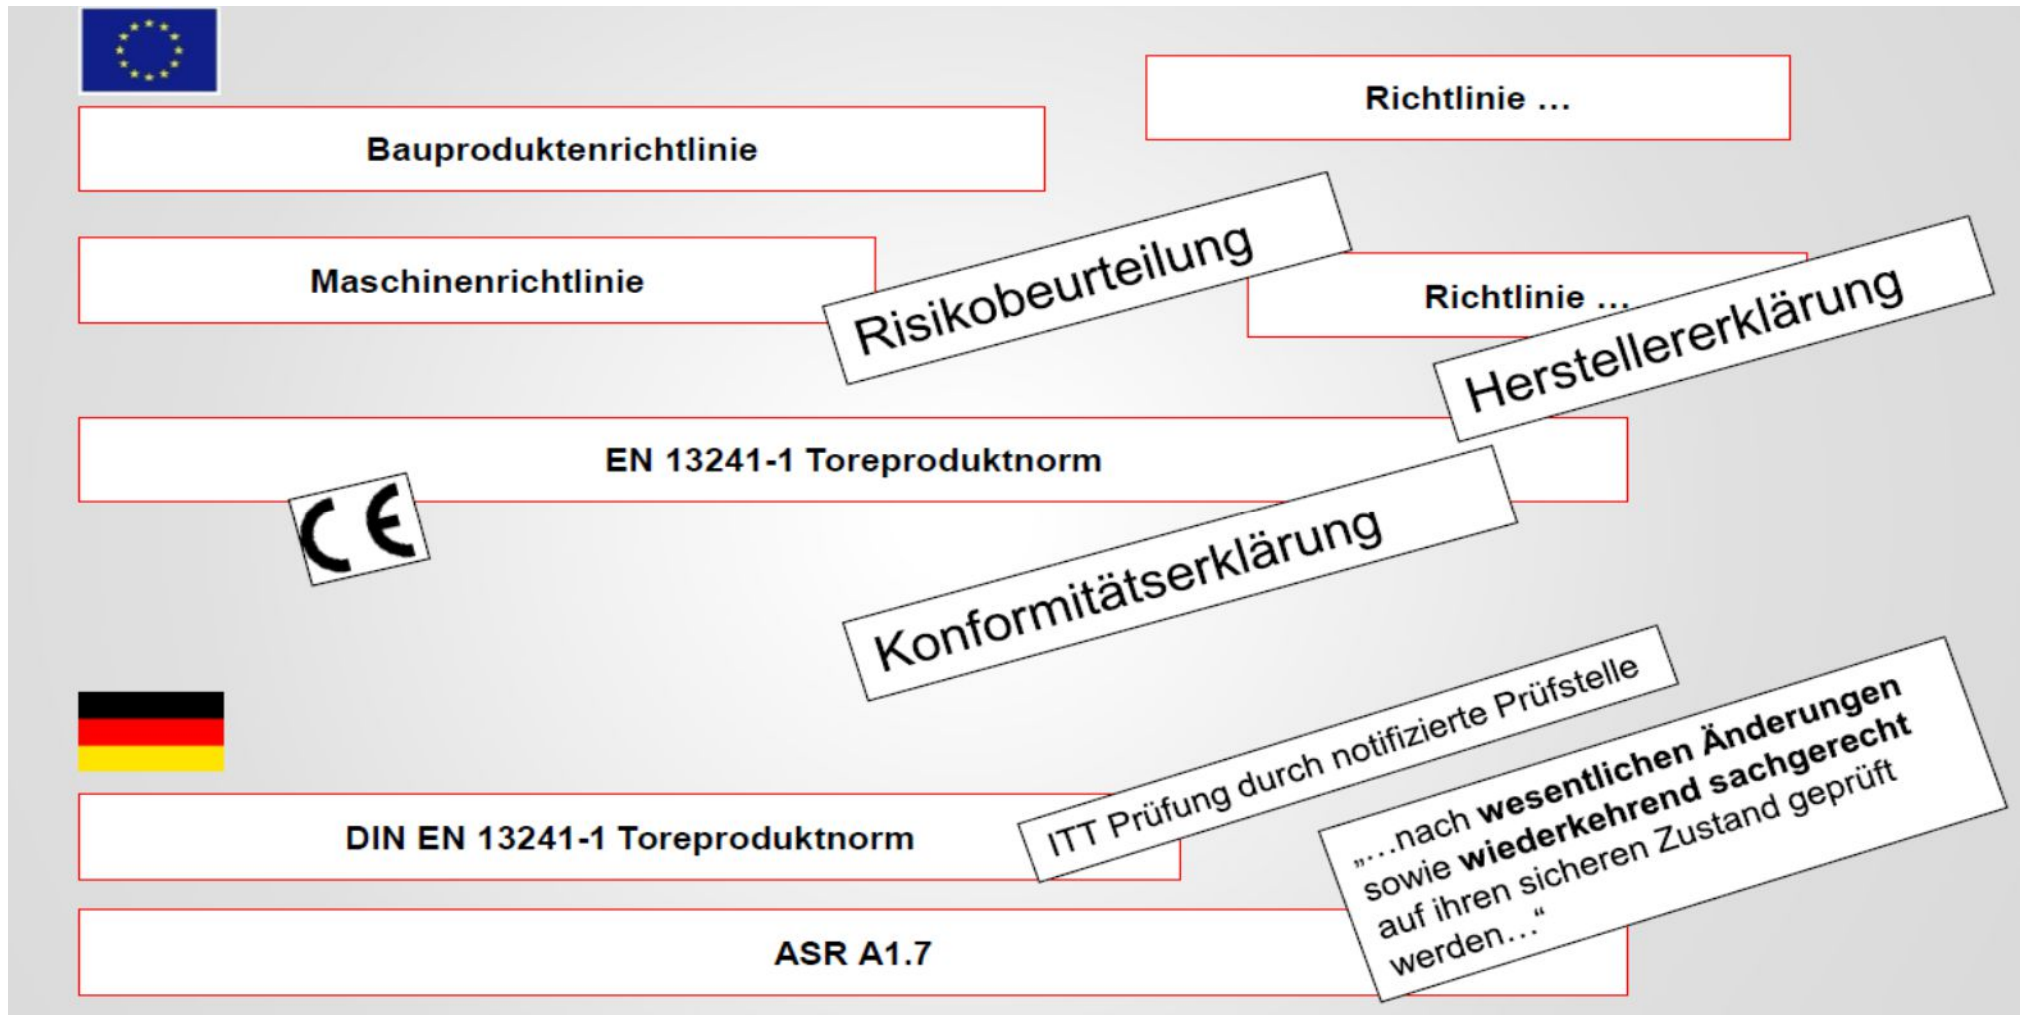 Bauproduktenrichtlinie
Richtlinie …
Maschinenrichtlinie
Risikobeurteilung
Richtlinie …
Herstellererklärung
EN 13241-1 Toreproduktnorm
CE
Konformitätserklärung
DIN EN 13241-1 Toreproduktnorm
ITT Prüfung durch notifizierte Prüfstelle
„…nach wesentlichen Änderungen
sowie wiederkehrend sachgerecht
auf ihren sicheren Zustand geprüft
werden…“
ASR A1.7